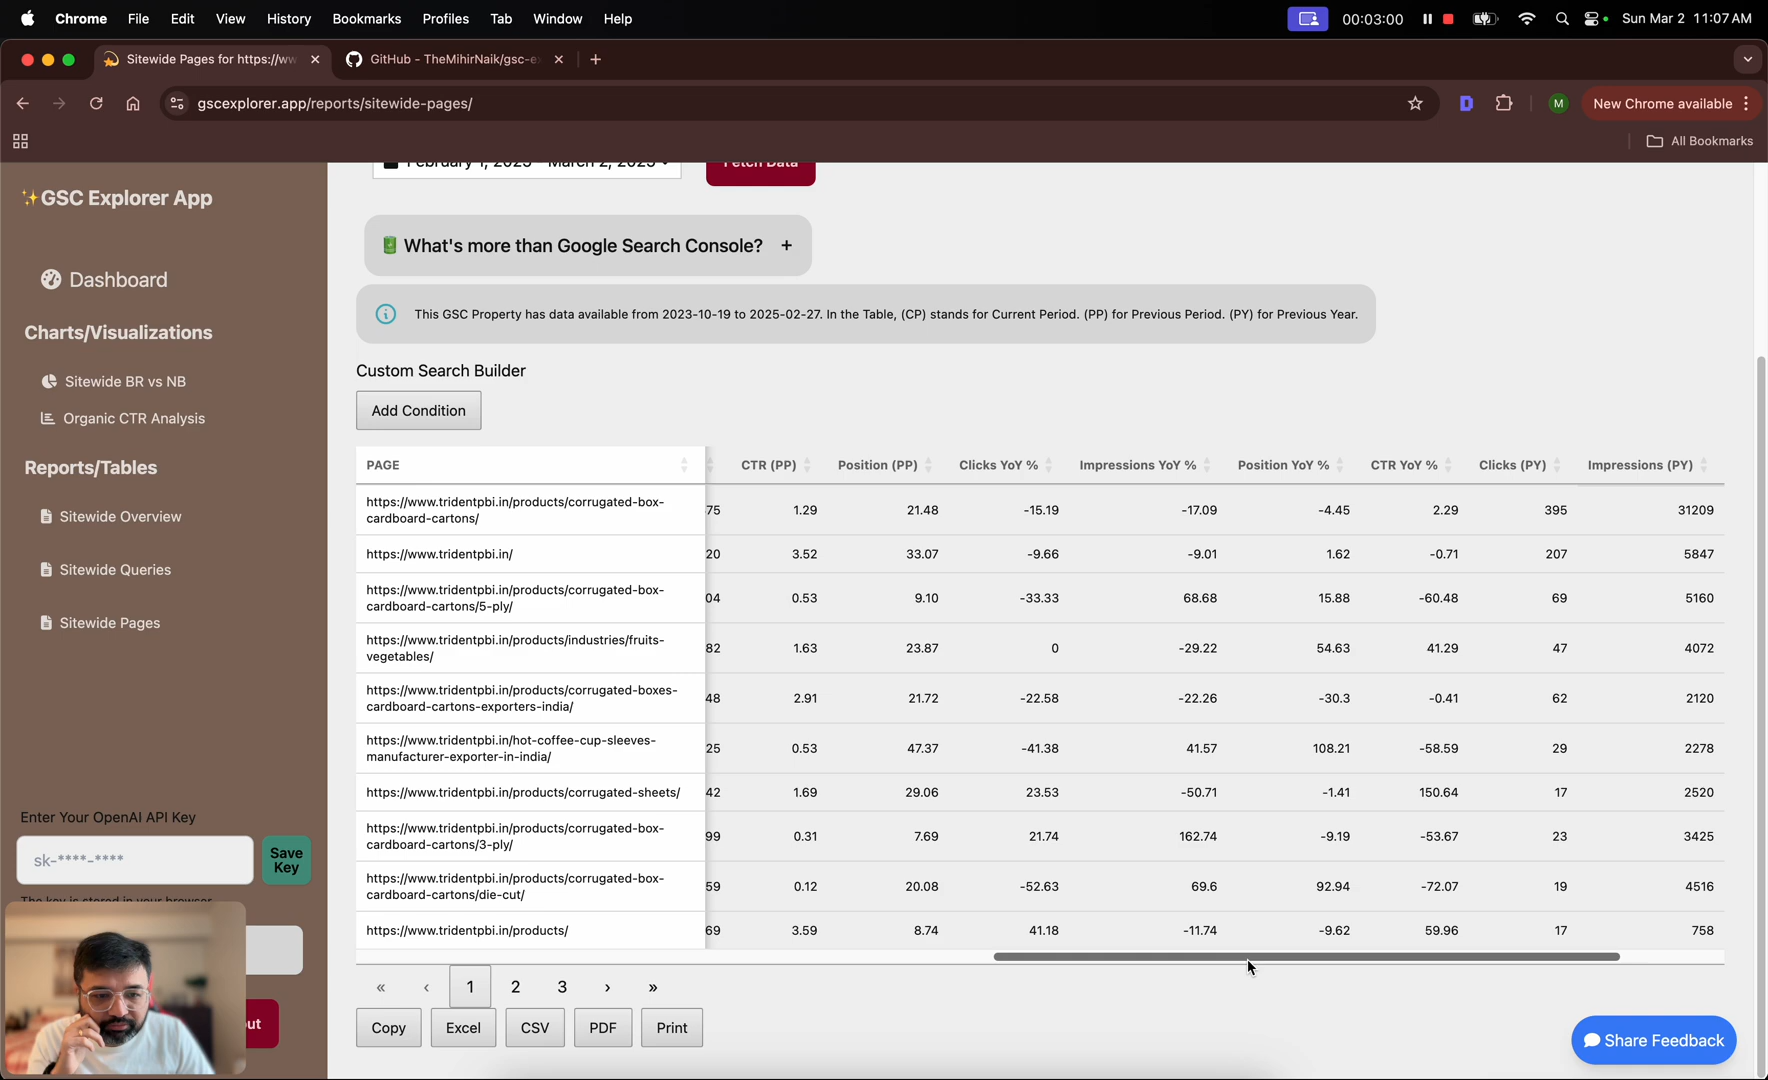 Chrome File Edit View History Bookmarks Profiles Tab Window Help 00:03:00 Sun Mar 2 11:07 AM
Sitewide Pages for https://ww GitHub - TheMihirNaik/gsc-e
gscexplorer.app/reports/sitewide-pages/ M New Chrome available
All Bookmarks
✨GSC Explorer App
Dashboard
Charts/Visualizations
Sitewide BR vs NB
Organic CTR Analysis
Reports/Tables
Sitewide Overview
Sitewide Queries
Sitewide Pages
Enter Your OpenAI API Key
sk-****-****
Save
Key
The key is stored in your browser
out
February 1, 2025 - March 2, 2025
Fetch Data
What's more than Google Search Console? +
This GSC Property has data available from 2023-10-19 to 2025-02-27. In the Table, (CP) stands for Current Period. (PP) for Previous Period. (PY) for Previous Year.
Custom Search Builder
Add Condition
PAGE CTR (PP) Position (PP) Clicks YoY % Impressions YoY % Position YoY % CTR YoY % Clicks (PY) Impressions (PY)
https://www.tridentpbi.in/products/corrugated-box-
cardboard-cartons/
75 1.29 21.48 -15.19 -17.09 -4.45 2.29 395 31209
https://www.tridentpbi.in/ 20 3.52 33.07 -9.66 -9.01 1.62 -0.71 207 5847
https://www.tridentpbi.in/products/corrugated-box-
cardboard-cartons/5-ply/
04 0.53 9.10 -33.33 68.68 15.88 -60.48 69 5160
https://www.tridentpbi.in/products/industries/fruits-
vegetables/
82 1.63 23.87 0 -29.22 54.63 41.29 47 4072
https://www.tridentpbi.in/products/corrugated-boxes-
cardboard-cartons-exporters-india/
48 2.91 21.72 -22.58 -22.26 -30.3 -0.41 62 2120
https://www.tridentpbi.in/hot-coffee-cup-sleeves-
manufacturer-exporter-in-india/
25 0.53 47.37 -41.38 41.57 108.21 -58.59 29 2278
https://www.tridentpbi.in/products/corrugated-sheets/ 42 1.69 29.06 23.53 -50.71 -1.41 150.64 17 2520
https://www.tridentpbi.in/products/corrugated-box-
cardboard-cartons/3-ply/
99 0.31 7.69 21.74 162.74 -9.19 -53.67 23 3425
https://www.tridentpbi.in/products/corrugated-box-
cardboard-cartons/die-cut/
59 0.12 20.08 -52.63 69.6 92.94 -72.07 19 4516
https://www.tridentpbi.in/products/ 69 3.59 8.74 41.18 -11.74 -9.62 59.96 17 758
« ‹ 1 2 3 › »
Copy Excel CSV PDF Print
Share Feedback